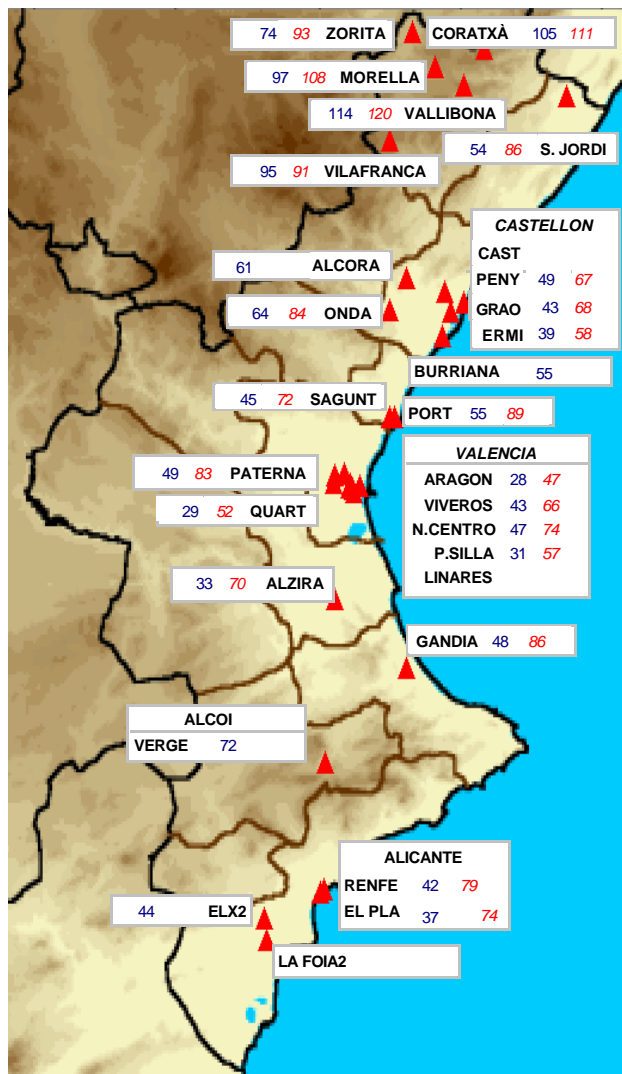 74 93 ZORITA
CORATXÀ 105 111
97 108 MORELLA
114 120 VALLIBONA
54 86 S. JORDI
95 91 VILAFRANCA
CASTELLON
CAST
PENY 49 67
GRAO 43 68
ERMI 39 58
61 ALCORA
64 84 ONDA
BURRIANA 55
45 72 SAGUNT
PORT 55 89
VALENCIA
ARAGON 28 47
VIVEROS 43 66
N.CENTRO 47 74
P.SILLA 31 57
LINARES
49 83 PATERNA
29 52 QUART
33 70 ALZIRA
GANDIA 48 86
ALCOI
VERGE 72
ALICANTE
RENFE 42 79
EL PLA 37 74
44 ELX2
LA FOIA2